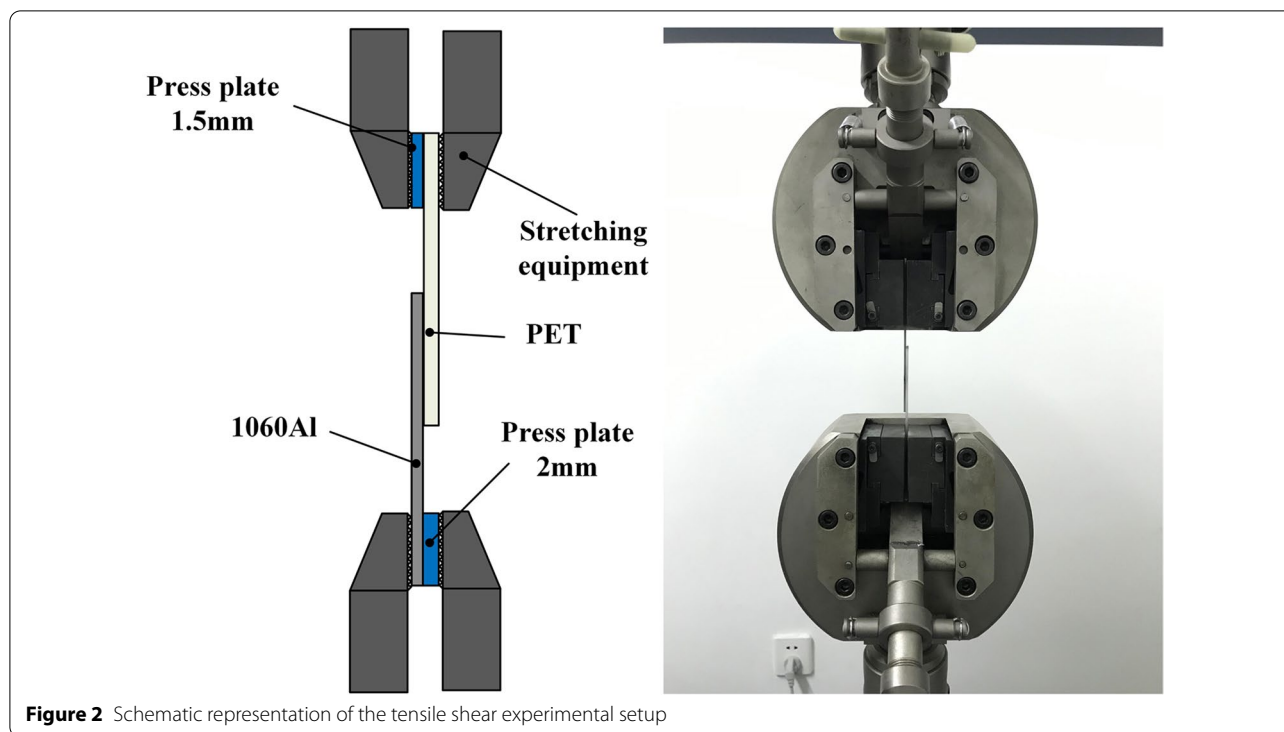 Press plate
1.5mm
Stretching
equipment
PET
1060Al
Press plate
2mm
Figure 2 Schematic representation of the tensile shear experimental setup